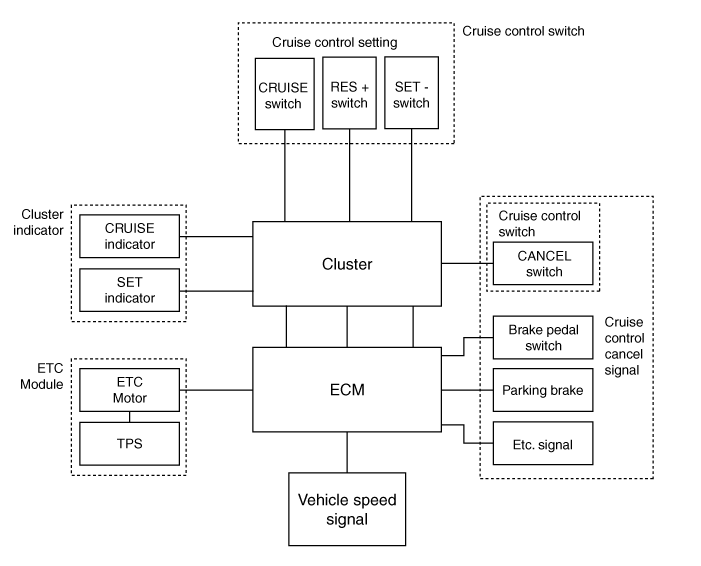 Cruise control switch
Cruise control setting
CRUISE
switch
RES +
switch
SET -
switch
Cluster
indicator
CRUISE
indicator
SET
indicator
Cluster
Cruise control
switch
CANCEL
switch
Brake pedal
switch
Parking brake
Etc. signal
Cruise
control
cancel
signal
ETC
Module
ETC
Motor
TPS
ECM
Vehicle speed
signal